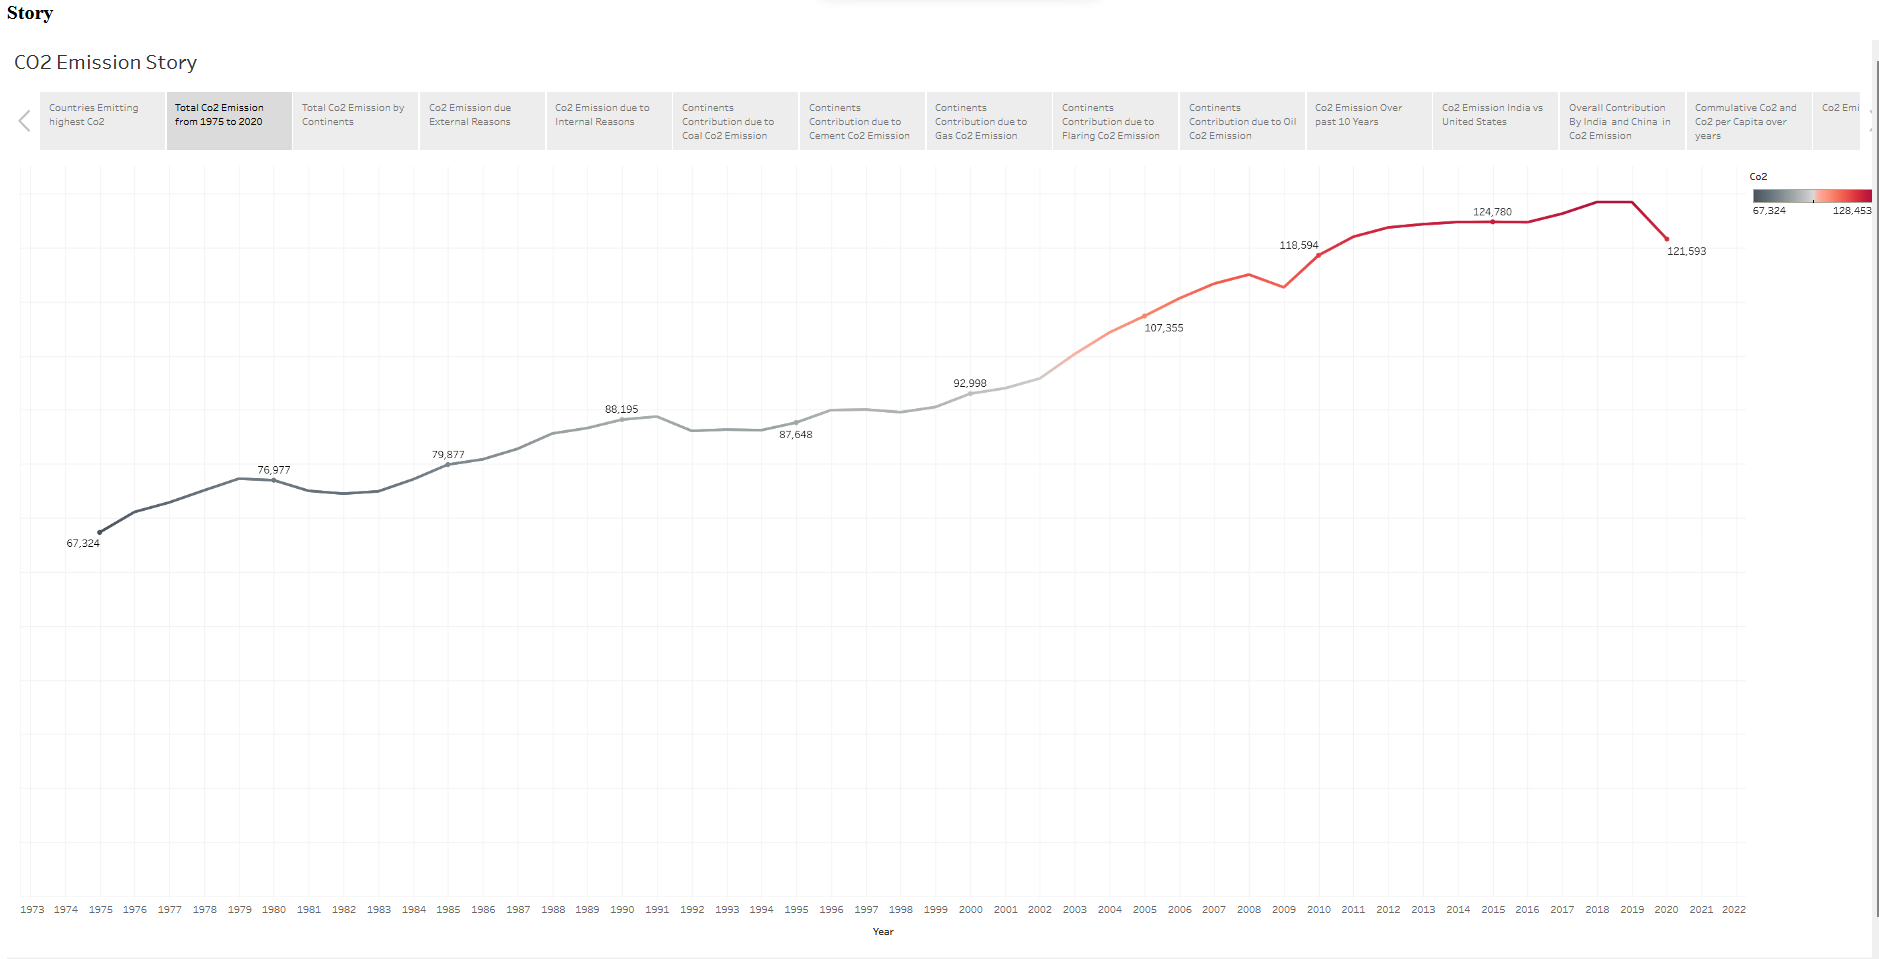 Story
CO2 Emission Story
Countries Emitting
highest Co2
Total Co2 Emission
from 1975 to 2020
Total Co2 Emission by
Continents
Co2 Emission due
External Reasons
Co2 Emission due to
Internal Reasons
Continents
Contribution due to
Coal Co2 Emission
Continents
Contribution due to
Cement Co2 Emission
Continents
Contribution due to
Gas Co2 Emission
Continents
Contribution due to
Flaring Co2 Emission
Continents
Contribution due to Oil
Co2 Emission
Co2 Emission Over
past 10 Years
Co2 Emission India vs
United States
Overall Contribution
By India and China in
Co2 Emission
Commulative Co2 and
Co2 per Capita over
years
Co2 Emi
Co2
67,324 128,453
124,780
121,593
118,594
107,355
92,998
88,195
87,648
79,877
76,977
67,324
1973 1974 1975 1976 1977 1978 1979 1980 1981 1982 1983 1984 1985 1986 1987 1988 1989 1990 1991 1992 1993 1994 1995 1996 1997 1998 1999 2000 2001 2002 2003 2004 2005 2006 2007 2008 2009 2010 2011 2012 2013 2014 2015 2016 2017 2018 2019 2020 2021 2022
Year